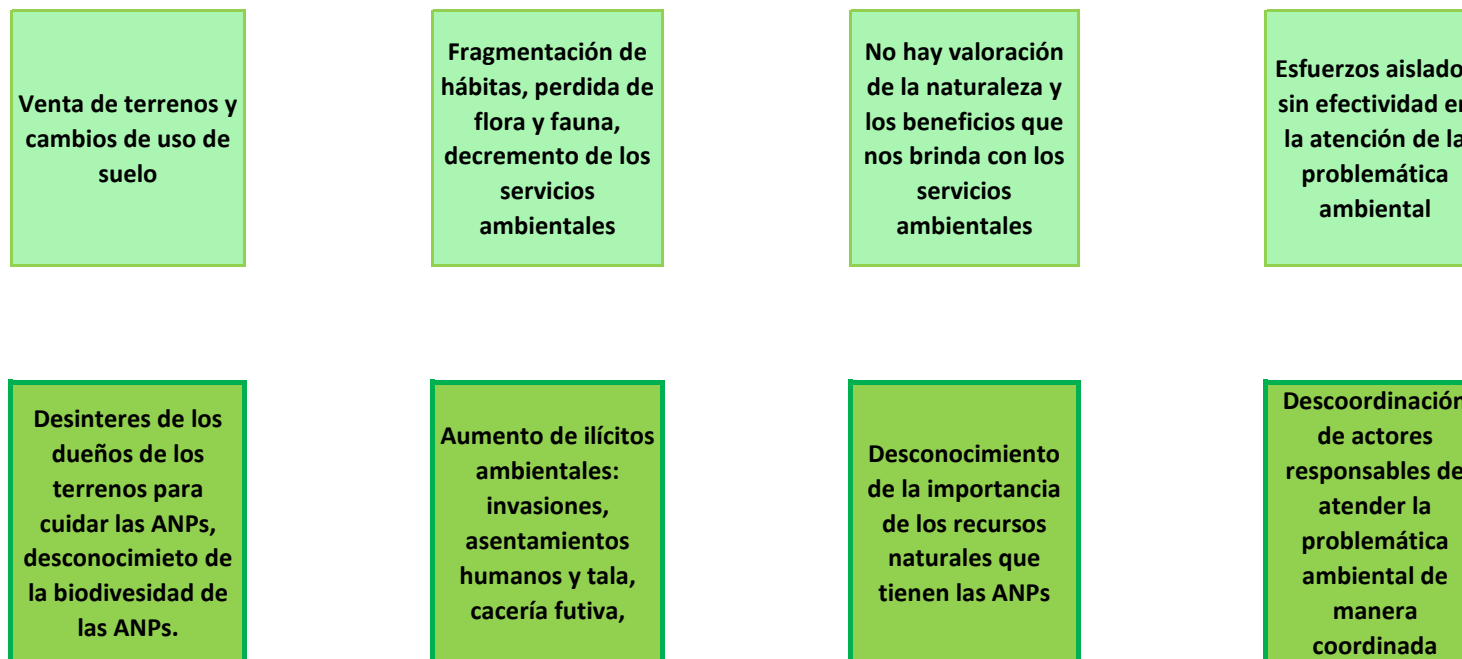 Venta de terrenos y
cambios de uso de
suelo
Fragmentación de
hábitas, perdida de
flora y fauna,
decremento de los
servicios
ambientales
No hay valoración
de la naturaleza y
los beneficios que
nos brinda con los
servicios
ambientales
Esfuerzos aislado
sin efectividad en
la atención de la
problemática
ambiental
Desinteres de los
dueños de los
terrenos para
cuidar las ANPs,
desconocimieto de
la biodivesidad de
las ANPs.
Aumento de ilícitos
ambientales:
invasiones,
asentamientos
humanos y tala,
cacería futiva,
Desconocimiento
de la importancia
de los recursos
naturales que
tienen las ANPs
Descoordinación
de actores
responsables de
atender la
problemática
ambiental de
manera
coordinada